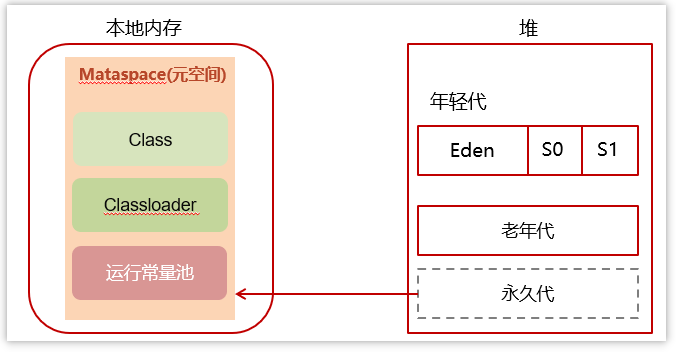 本地内存
Mataspace(元空间)
Class
Classloader
运行常量池
堆
年轻代
Eden
S0
S1
老年代
永久代